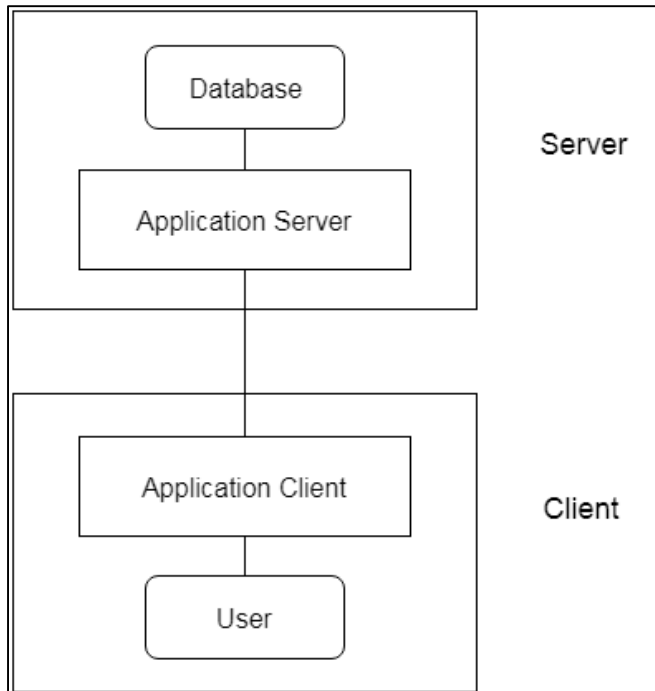 Database
Server
Application Server
Application Client
Client
User